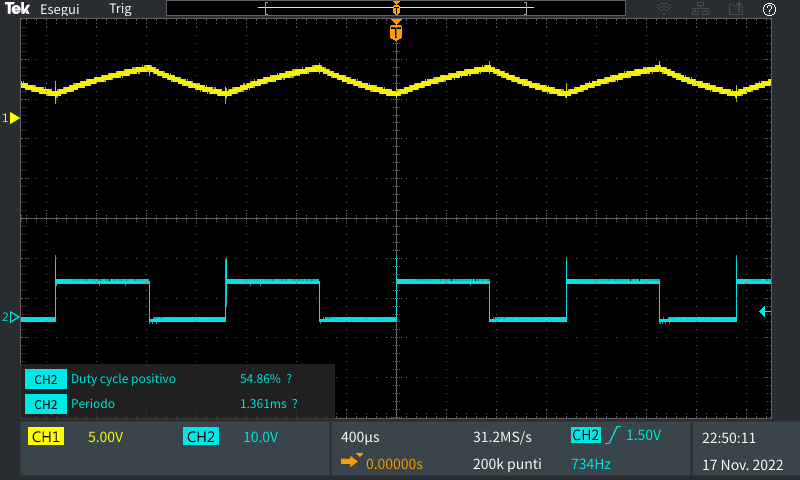 Tek Esegui Trig
T
T
1
2
CH2 Duty cycle positivo 54.86% ?
CH2 Periodo 1.361ms ?
CH1 5.00V CH2 10.0V 400µs 31.2MS/s CH2 1.50V 22:50:11
0.00000s 200k punti 734Hz 17 Nov. 2022